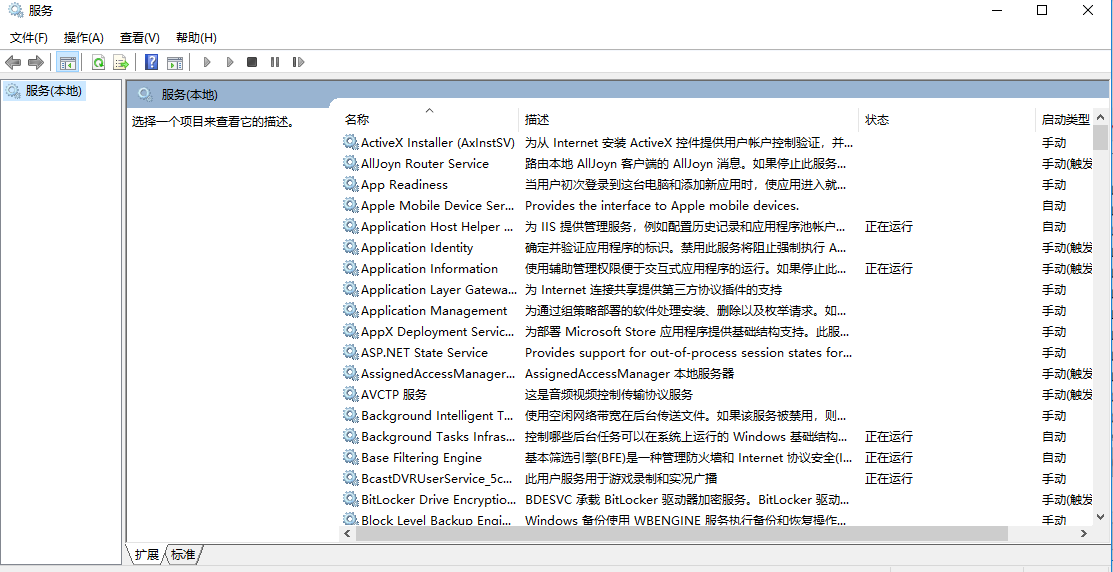 服务
文件(F) 操作(A) 查看(V) 帮助(H)
服务(本地)
服务(本地)
选择一个项目来查看它的描述。
名称 描述 状态 启动类型
ActiveX Installer (AxInstSV) 为从 Internet 安装 ActiveX 控件提供用户帐户控制验证，并... 手动
AllJoyn Router Service 路由本地 AllJoyn 客户端的 AllJoyn 消息。如果停止此服务... 手动(触发
App Readiness 当用户初次登录到这台电脑和添加新应用时，使应用进入就... 手动
Apple Mobile Device Ser... Provides the interface to Apple mobile devices. 自动
Application Host Helper ... 为 IIS 提供管理服务，例如配置历史记录和应用程序池帐户... 正在运行 自动
Application Identity 确定并验证应用程序的标识。禁用此服务将阻止强制执行 A... 手动(触发
Application Information 使用辅助管理权限便于交互式应用程序的运行。如果停止此... 正在运行 手动(触发
Application Layer Gatewa... 为 Internet 连接共享提供第三方协议插件的支持 手动
Application Management 为通过组策略部署的软件处理安装、删除以及枚举请求。如... 手动
AppX Deployment Servic... 为部署 Microsoft Store 应用程序提供基础结构支持。此服... 手动
ASP.NET State Service Provides support for out-of-process session states for... 手动
AssignedAccessManager... AssignedAccessManager 本地服务器 手动(触发
AVCTP 服务 这是音频视频控制传输协议服务 手动(触发
Background Intelligent T... 使用空闲网络带宽在后台传送文件。如果该服务被禁用，则... 手动
Background Tasks Infras... 控制哪些后台任务可以在系统上运行的 Windows 基础结构... 正在运行 自动
Base Filtering Engine 基本筛选引擎(BFE)是一种管理防火墙和 Internet 协议安全(I... 正在运行 自动
BcastDVRUserService_5c... 此用户服务用于游戏录制和实况广播 正在运行 手动
BitLocker Drive Encryptio... BDESVC 承载 BitLocker 驱动器加密服务。BitLocker 驱动... 手动(触发
Block Level Backup Engi... Windows 备份使用 WBENGINE 服务执行备份和恢复操作... 手动
扩展 标准